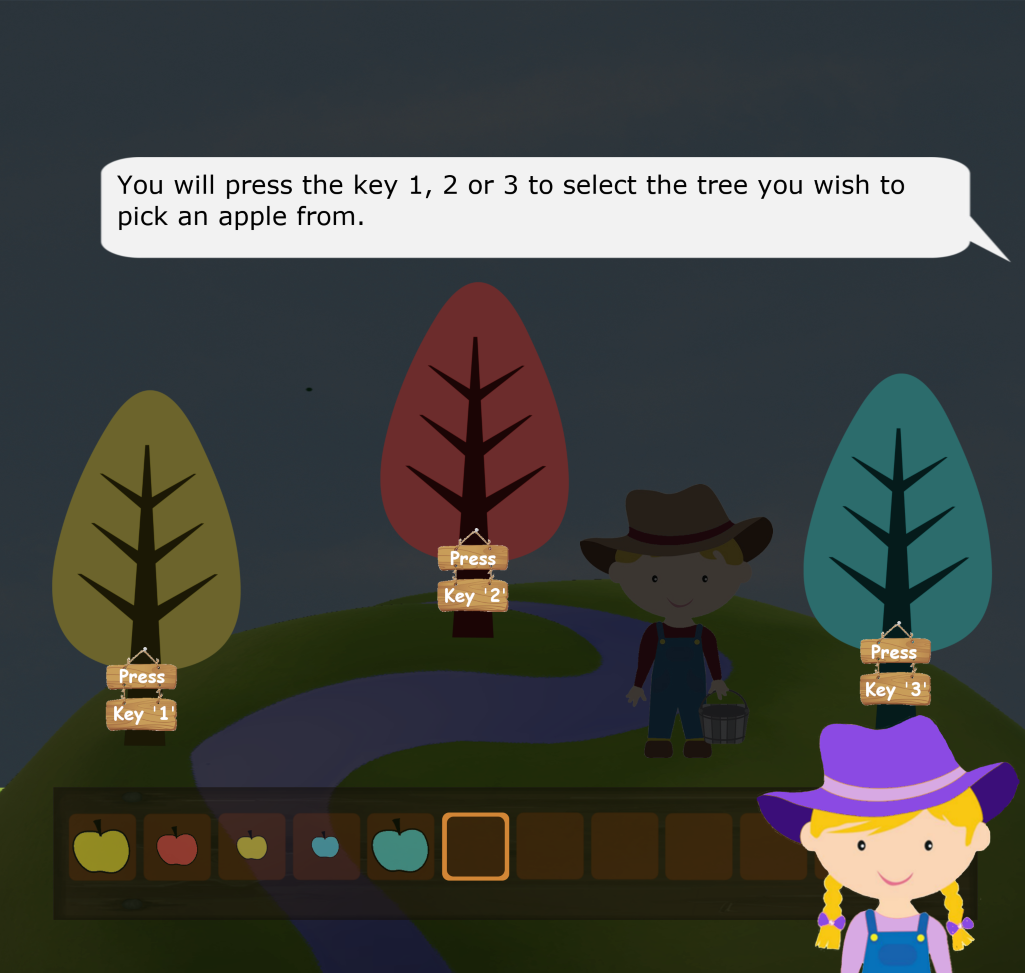 You will press the key 1, 2 or 3 to select the tree you wish to
pick an apple from.
Press
Key '1'
Press
Key '2'
Press
Key '3'